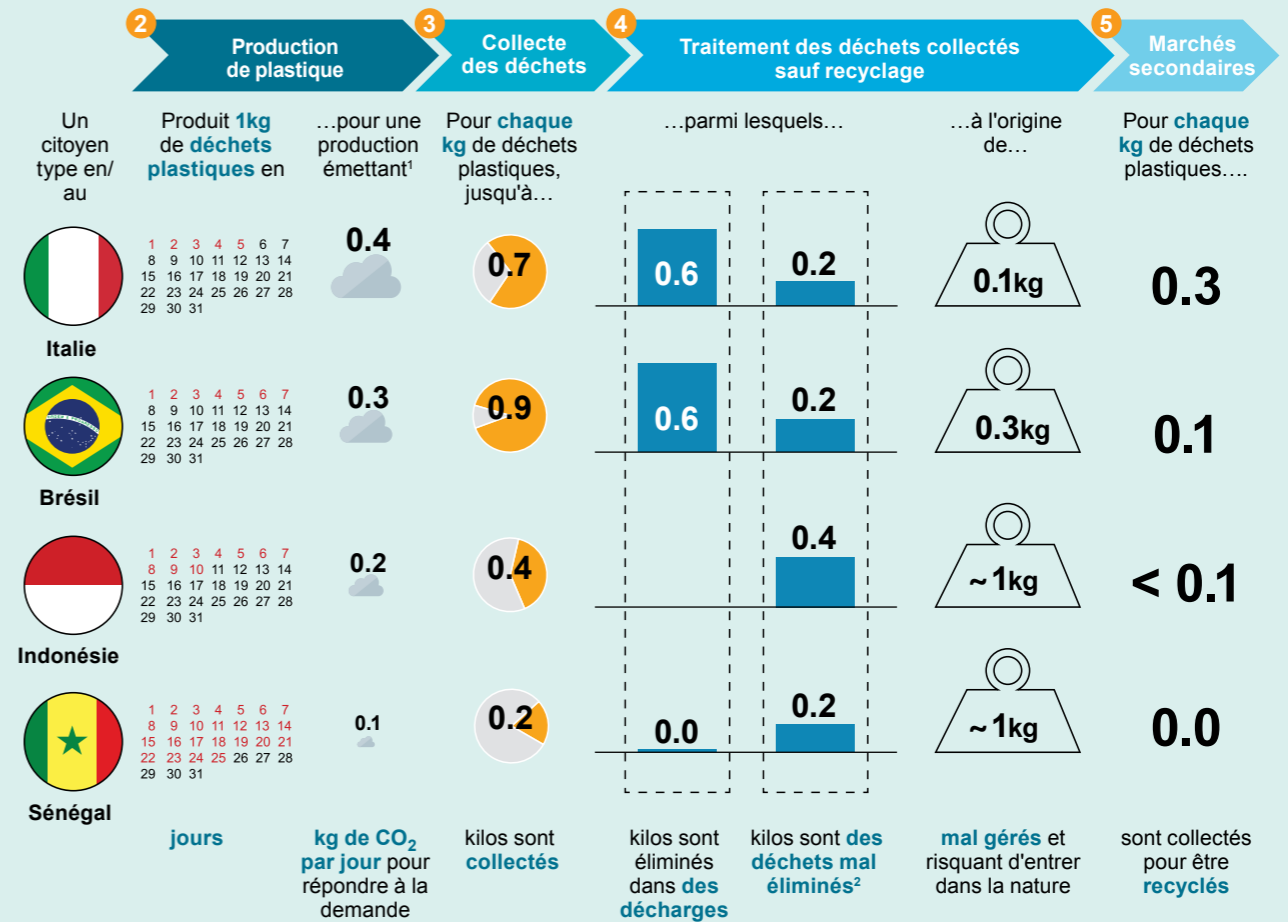 2
Production
de plastique
3
Collecte
des déchets
4
Traitement des déchets collectés
sauf recyclage
5
Marchés
secondaires
Un
citoyen
type en/
au
Produit 1kg
de déchets
plastiques en
…pour une
production
émettant¹
Pour chaque
kg de déchets
plastiques,
jusqu'à…
…parmi lesquels…
…à l'origine
de…
Pour chaque
kg de déchets
plastiques….
Italie
1 2 3 4 5 6 7
8 9 10 11 12 13 14
15 16 17 18 19 20 21
22 23 24 25 26 27 28
29 30 31
0.4
0.7
0.6
0.2
0.1kg
0.3
Brésil
1 2 3 4 5 6 7
8 9 10 11 12 13 14
15 16 17 18 19 20 21
22 23 24 25 26 27 28
29 30 31
0.3
0.9
0.6
0.2
0.3kg
0.1
Indonésie
1 2 3 4 5 6 7
8 9 10 11 12 13 14
15 16 17 18 19 20 21
22 23 24 25 26 27 28
29 30 31
0.2
0.4
0.4
~ 1kg
< 0.1
Sénégal
1 2 3 4 5 6 7
8 9 10 11 12 13 14
15 16 17 18 19 20 21
22 23 24 25 26 27 28
29 30 31
0.1
0.2
0.0
0.2
~ 1kg
0.0
jours
kg de CO₂
par jour pour
répondre à la
demande
kilos sont
collectés
kilos sont
éliminés
dans des
décharges
kilos sont des
déchets mal
éliminés²
mal gérés et
risquant d'entrer
dans la nature
sont collectés
pour être
recyclés